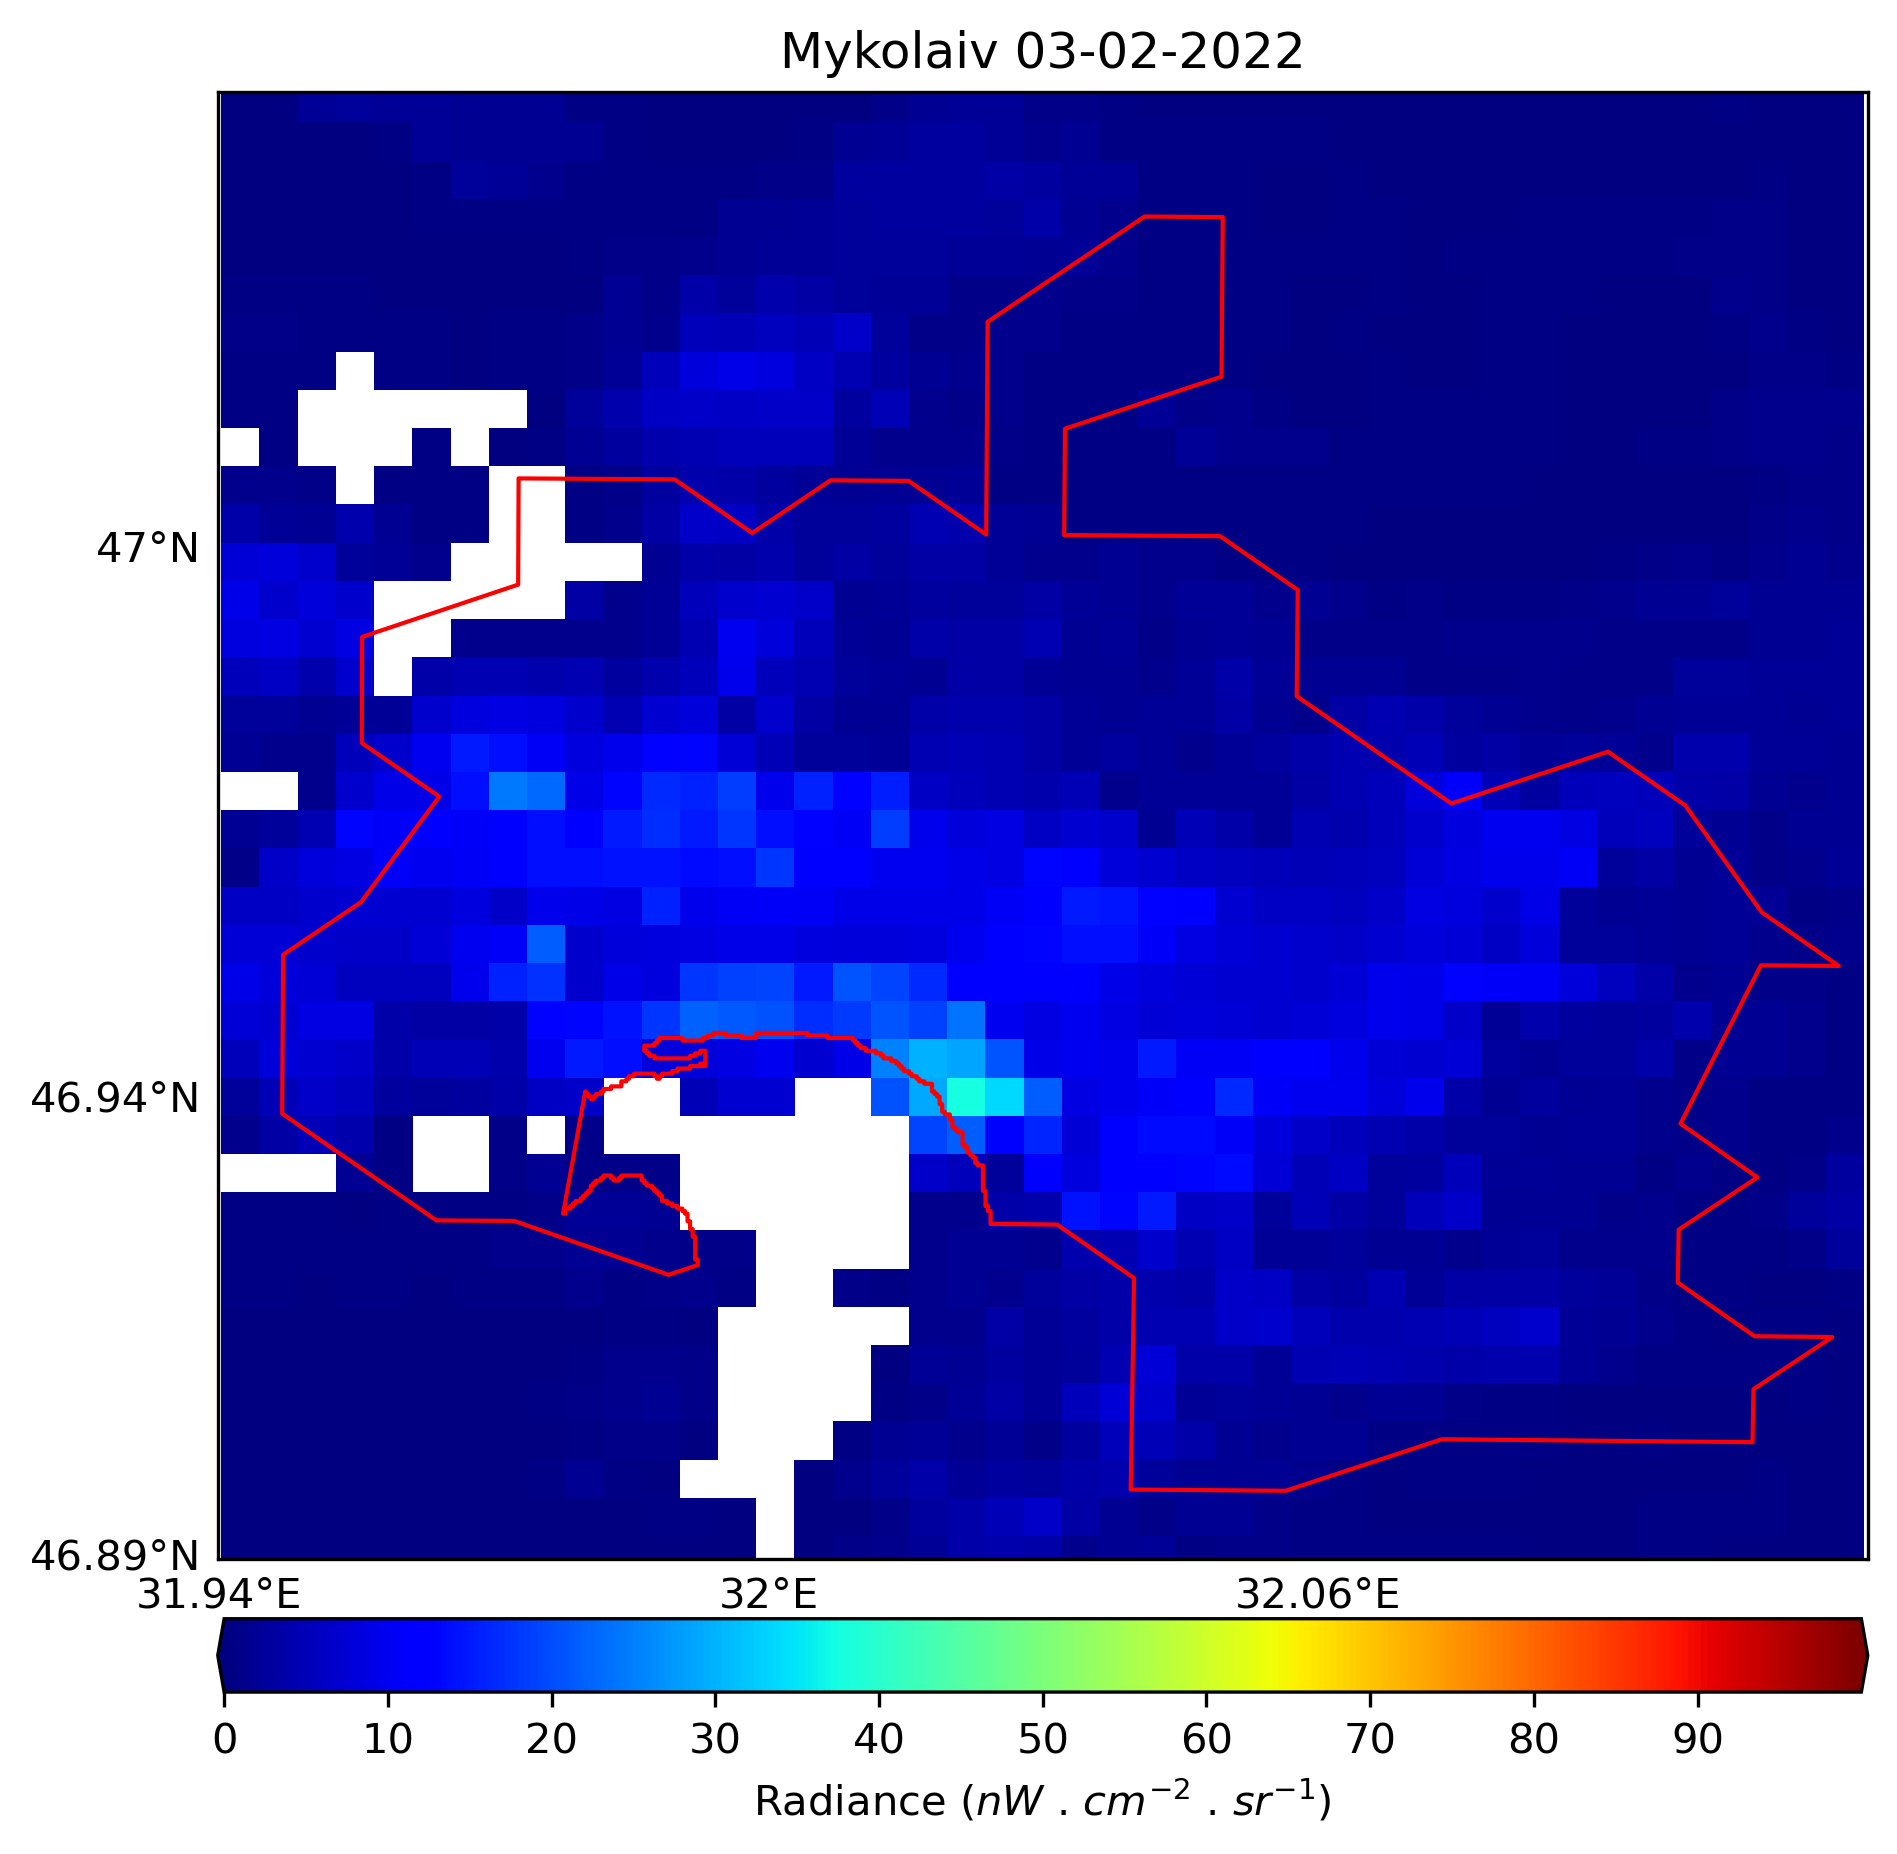 Mykolaiv 03-02-2022
47°N
46.94°N
46.89°N
31.94°E 32°E 32.06°E
0 10 20 30 40 50 60 70 80 90
Radiance (nW . cm⁻² . sr⁻¹)